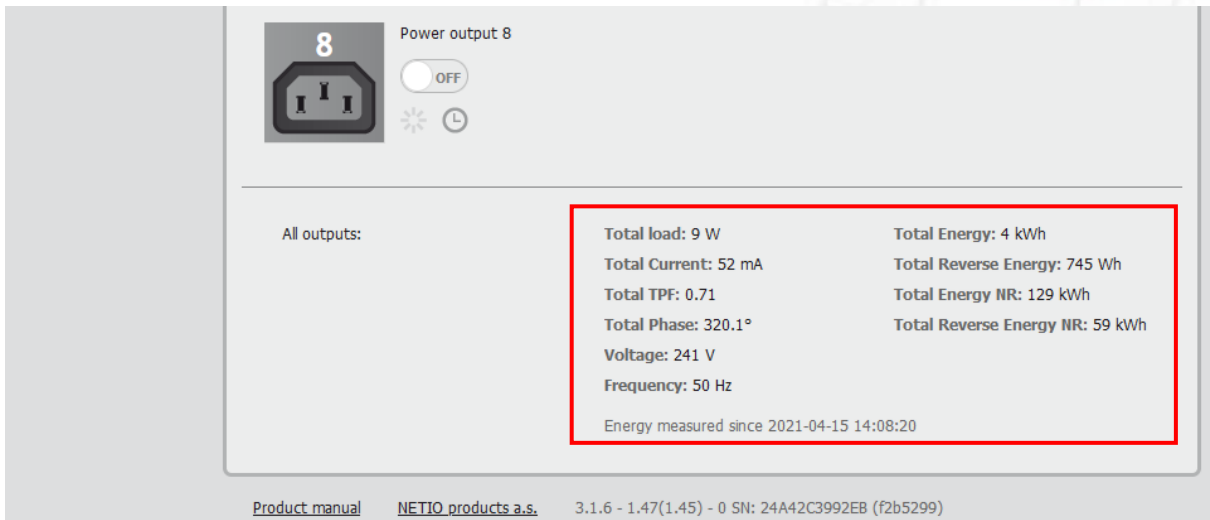 8
Power output 8
OFF
All outputs:
Total load: 9 W
Total Current: 52 mA
Total TPF: 0.71
Total Phase: 320.1°
Voltage: 241 V
Frequency: 50 Hz
Total Energy: 4 kWh
Total Reverse Energy: 745 Wh
Total Energy NR: 129 kWh
Total Reverse Energy NR: 59 kWh
Energy measured since 2021-04-15 14:08:20
Product manual NETIO products a.s. 3.1.6 - 1.47(1.45) - 0 SN: 24A42C3992EB (f2b5299)